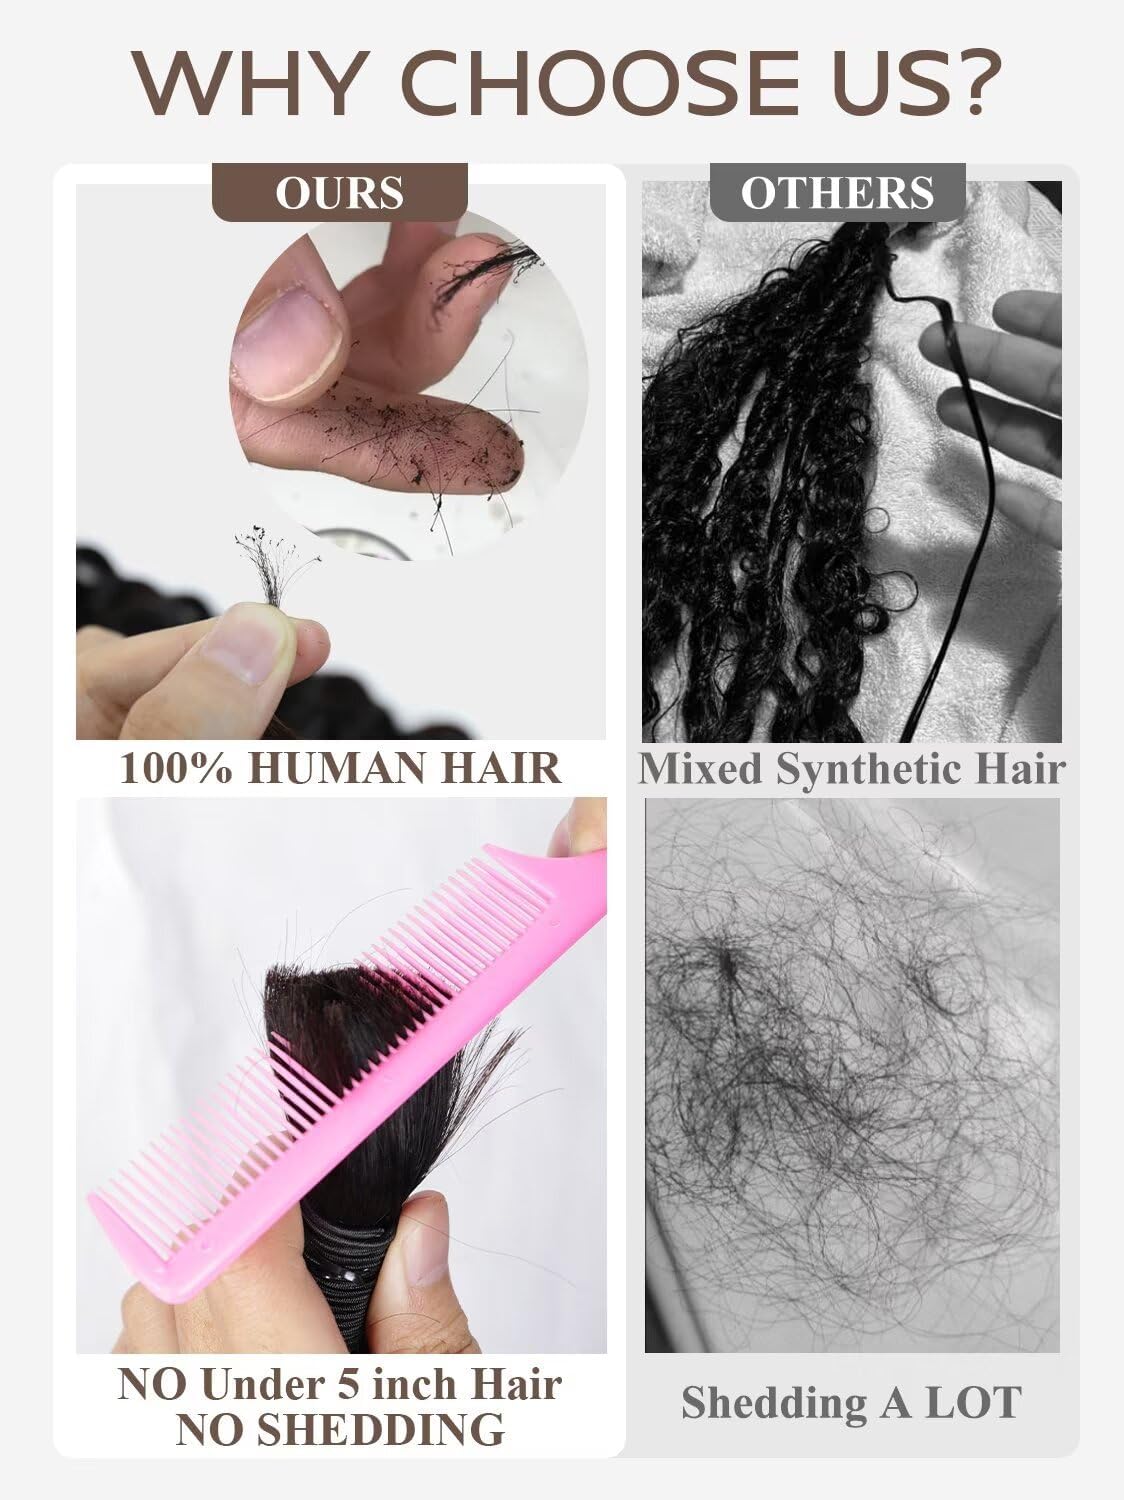 WHY CHOOSE US?
OURS
OTHERS
100% HUMAN HAIR
Mixed Synthetic Hair
NO Under 5 inch Hair
NO SHEDDING
Shedding A LOT